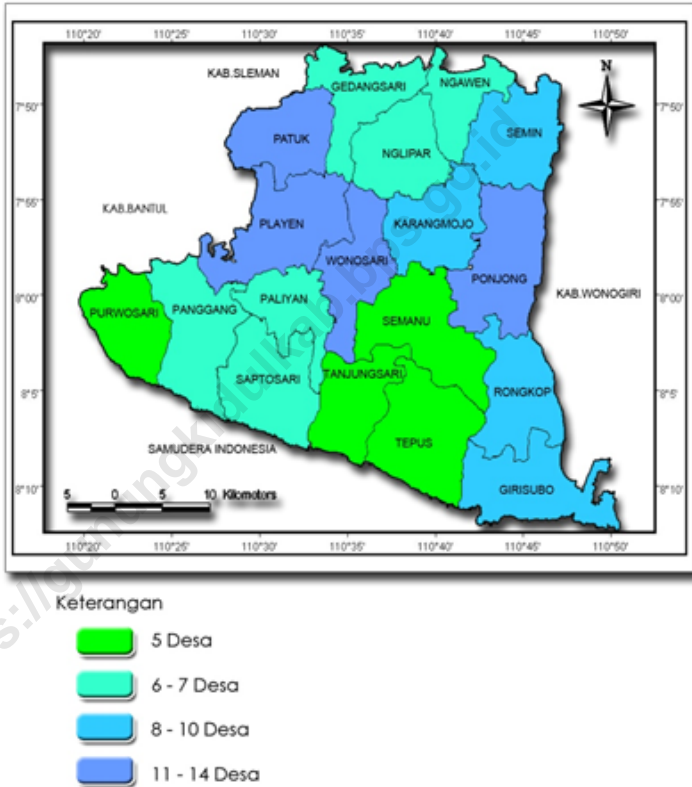 110°20' 110°25' 110°30' 110°35' 110°40' 110°45' 110°50'
KAB.SLEMAN
GEDANGSARI
NGAWEN
N
7°50'
7°50'
PATUK
SEMIN
NGLIPAR
7°55'
7°55'
KAB.BANTUL
PLAYEN
KARANGMOJO
WONOSARI
PONJONG
KAB.WONOGIRI
8°00'
8°00'
PURWOSARI
PANGGANG
PALIYAN
SEMANU
SAPTOSARI
TANJUNGSARI
RONGKOP
8°5'
8°5'
TEPUS
SAMUDERA INDONESIA
GIRISUBO
8°10'
8°10'
5 0 5 10 Kilometers
110°20' 110°25' 110°30' 110°35' 110°40' 110°45' 110°50'
s://gunungkidulkab.bps.go.id
Keterangan
5 Desa
6 - 7 Desa
8 - 10 Desa
11 - 14 Desa